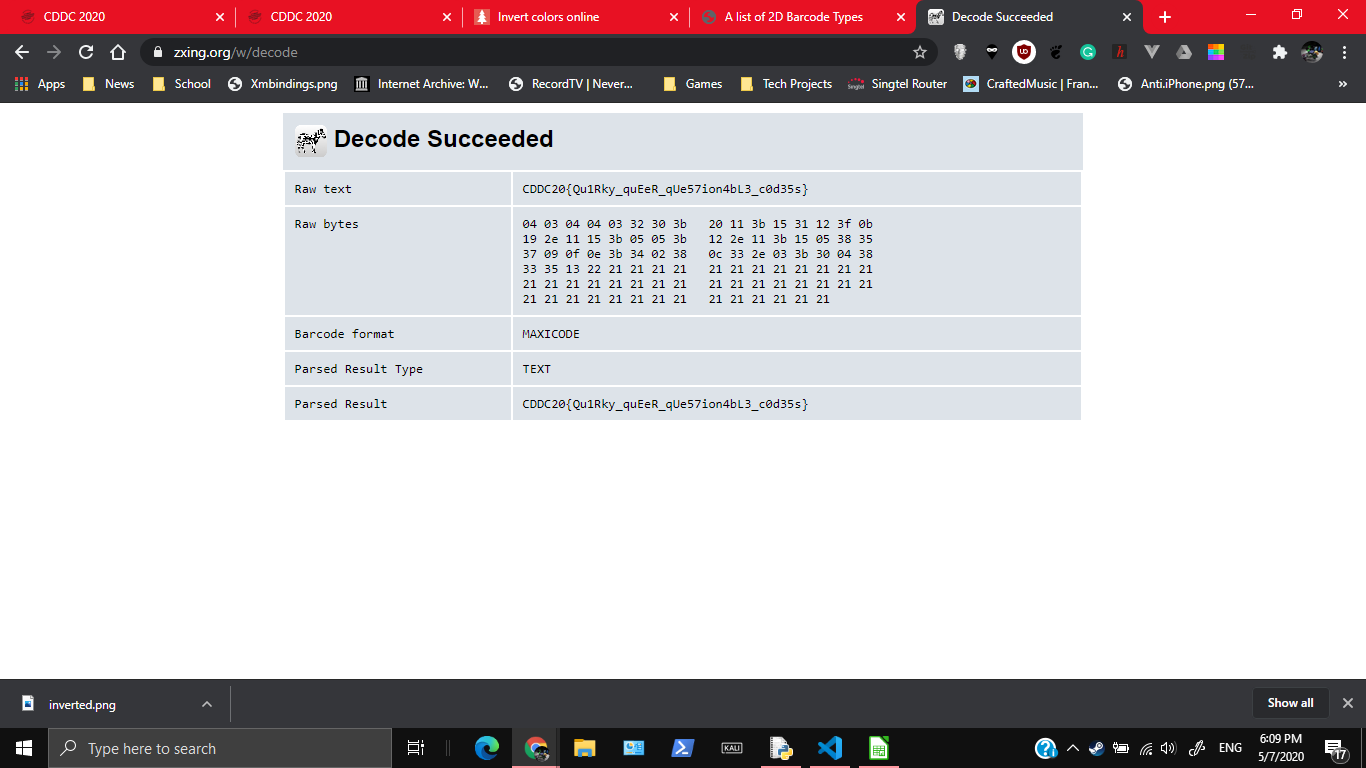 CDDC 2020
CDDC 2020
Invert colors online
A list of 2D Barcode Types
Decode Succeeded
zxing.org/w/decode
Apps
News
School
Xmbindings.png
Internet Archive: W...
RecordTV | Never...
Games
Tech Projects
Singtel Router
CraftedMusic | Fran...
Anti.iPhone.png (57...
»
Decode Succeeded
Raw text
CDDC20{Qu1Rky_quEeR_qUe57ion4bL3_c0d35s}
Raw bytes
04 03 04 04 03 32 30 3b 20 11 3b 15 31 12 3f 0b
19 2e 11 15 3b 05 05 3b 12 2e 11 3b 15 05 38 35
37 09 0f 0e 3b 34 02 38 0c 33 2e 03 3b 30 04 38
33 35 13 22 21 21 21 21 21 21 21 21 21 21 21 21
21 21 21 21 21 21 21 21 21 21 21 21 21 21 21 21
21 21 21 21 21 21 21 21 21 21 21 21 21 21
Barcode format
MAXICODE
Parsed Result Type
TEXT
Parsed Result
CDDC20{Qu1Rky_quEeR_qUe57ion4bL3_c0d35s}
inverted.png
Show all
Type here to search
KALI
ENG
6:09 PM
5/7/2020
17